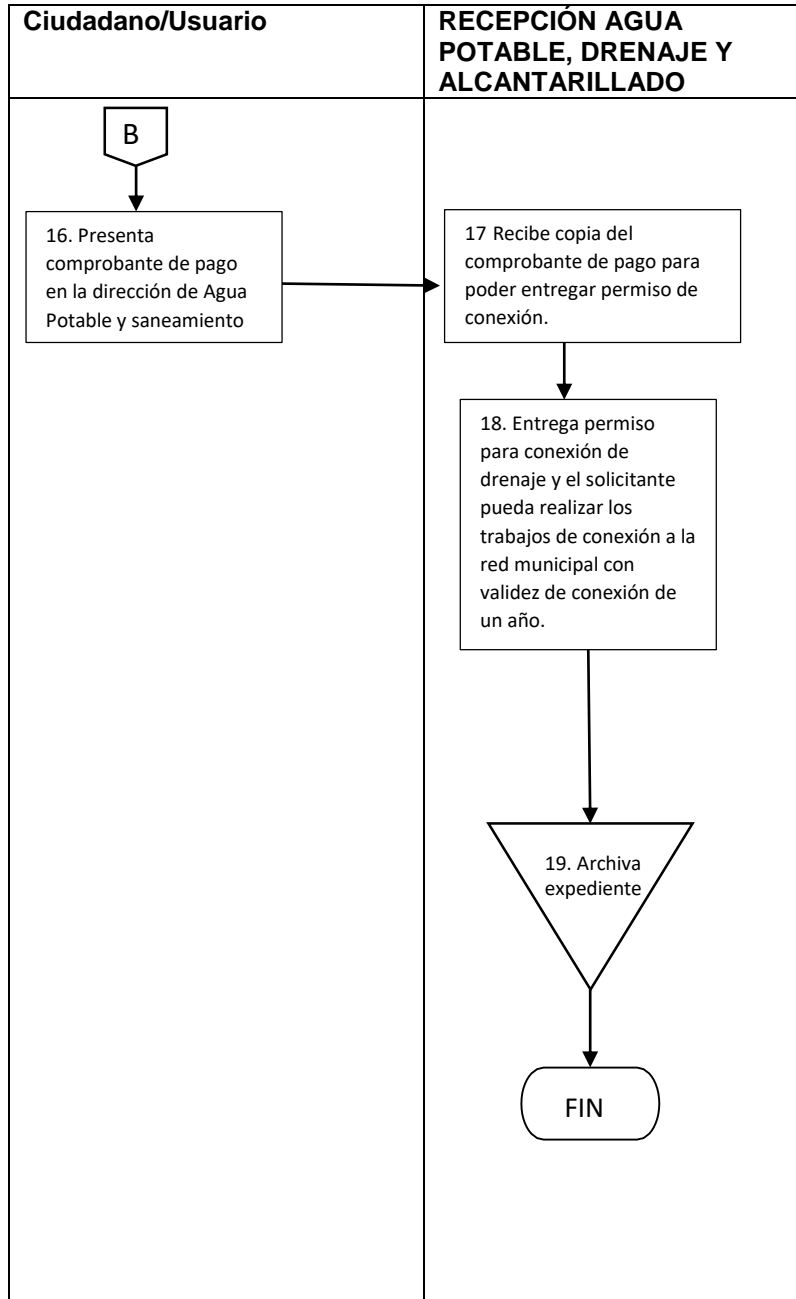 Ciudadano/Usuario
RECEPCIÓN AGUA
POTABLE, DRENAJE Y
ALCANTARILLADO
B
16. Presenta
comprobante de pago
en la dirección de Agua
Potable y saneamiento
17 Recibe copia del
comprobante de pago para
poder entregar permiso de
conexión.
18. Entrega permiso
para conexión de
drenaje y el solicitante
pueda realizar los
trabajos de conexión a la
red municipal con
validez de conexión de
un año.
19. Archiva
expediente
FIN